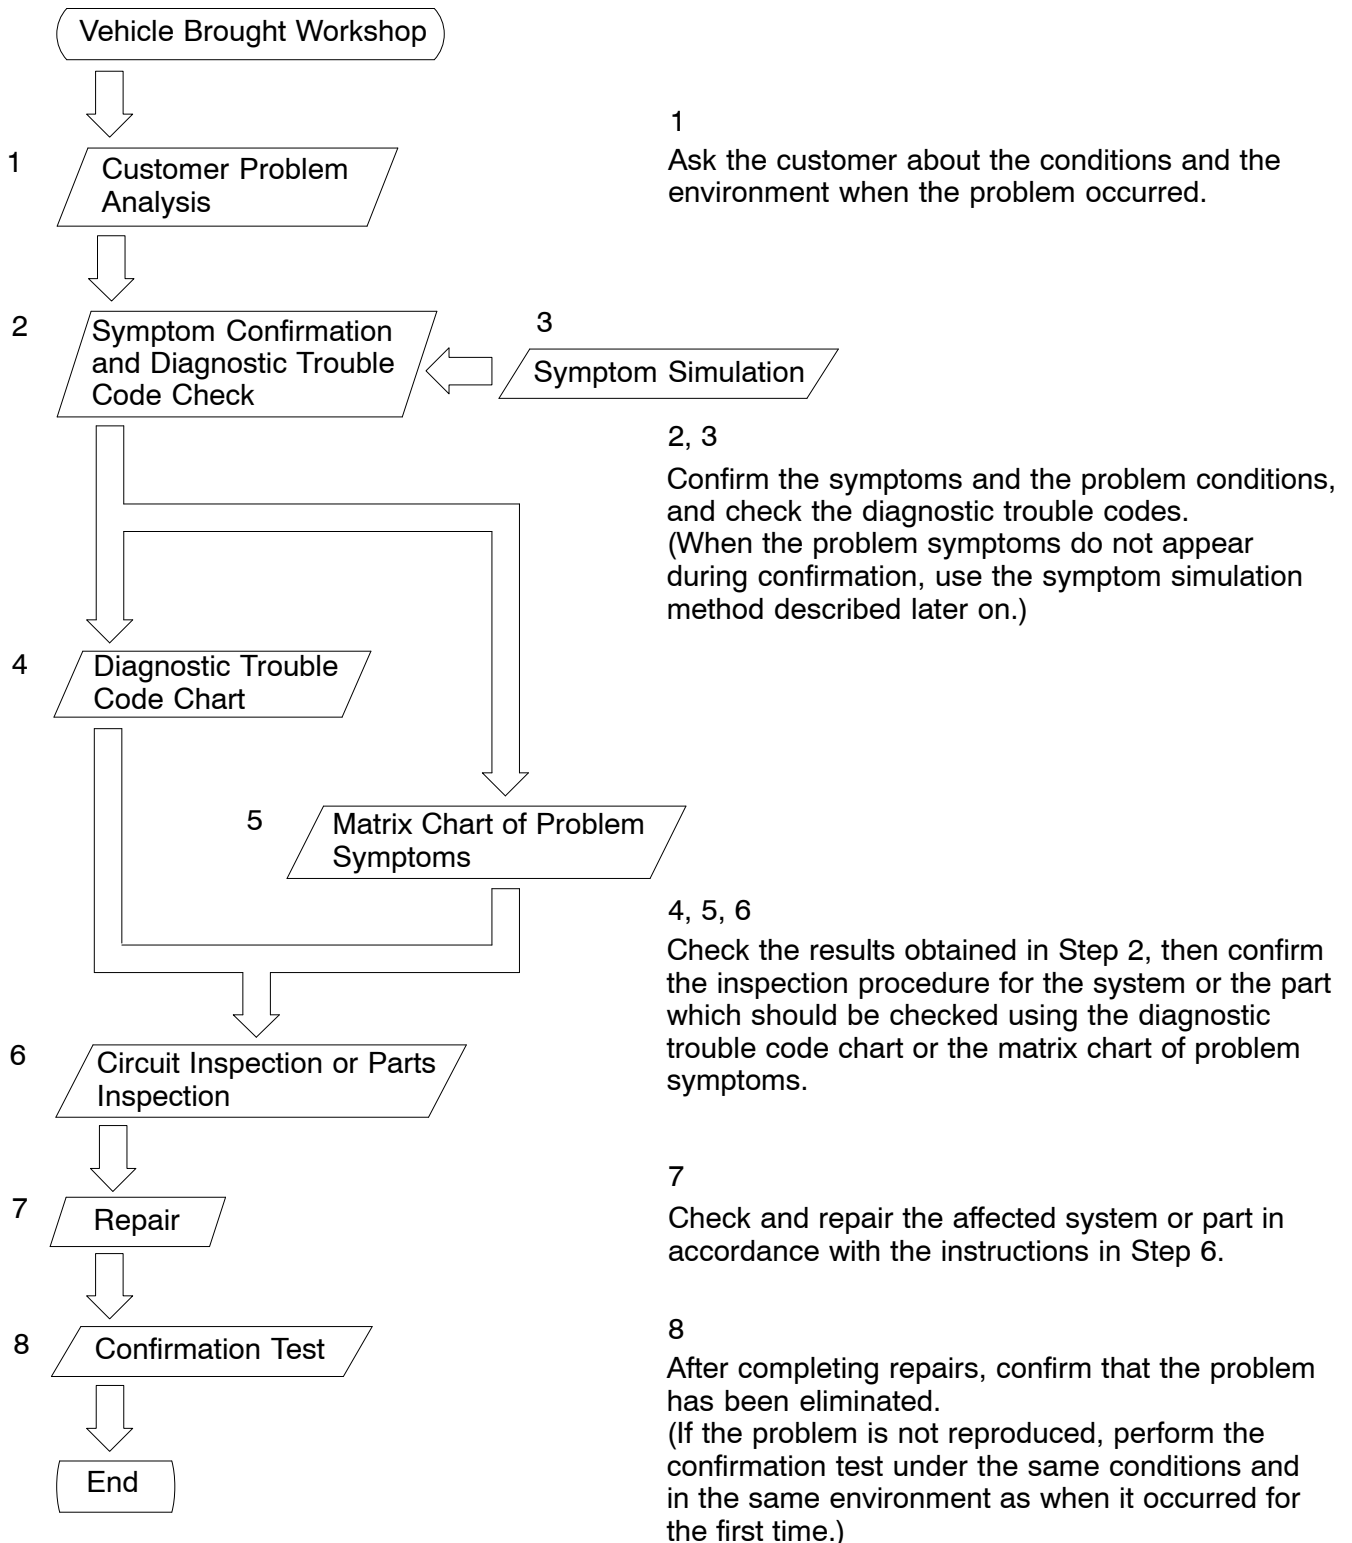 Vehicle Brought Workshop
1
Customer Problem
Analysis
1
Ask the customer about the conditions and the
environment when the problem occurred.
2
Symptom Confirmation
and Diagnostic Trouble
Code Check
3
Symptom Simulation
2, 3
Confirm the symptoms and the problem conditions,
and check the diagnostic trouble codes.
(When the problem symptoms do not appear
during confirmation, use the symptom simulation
method described later on.)
4
Diagnostic Trouble
Code Chart
5
Matrix Chart of Problem
Symptoms
4, 5, 6
Check the results obtained in Step 2, then confirm
the inspection procedure for the system or the part
which should be checked using the diagnostic
trouble code chart or the matrix chart of problem
symptoms.
6
Circuit Inspection or Parts
Inspection
7
Repair
7
Check and repair the affected system or part in
accordance with the instructions in Step 6.
8
Confirmation Test
8
After completing repairs, confirm that the problem
has been eliminated.
(If the problem is not reproduced, perform the
confirmation test under the same conditions and
in the same environment as when it occurred for
the first time.)
End